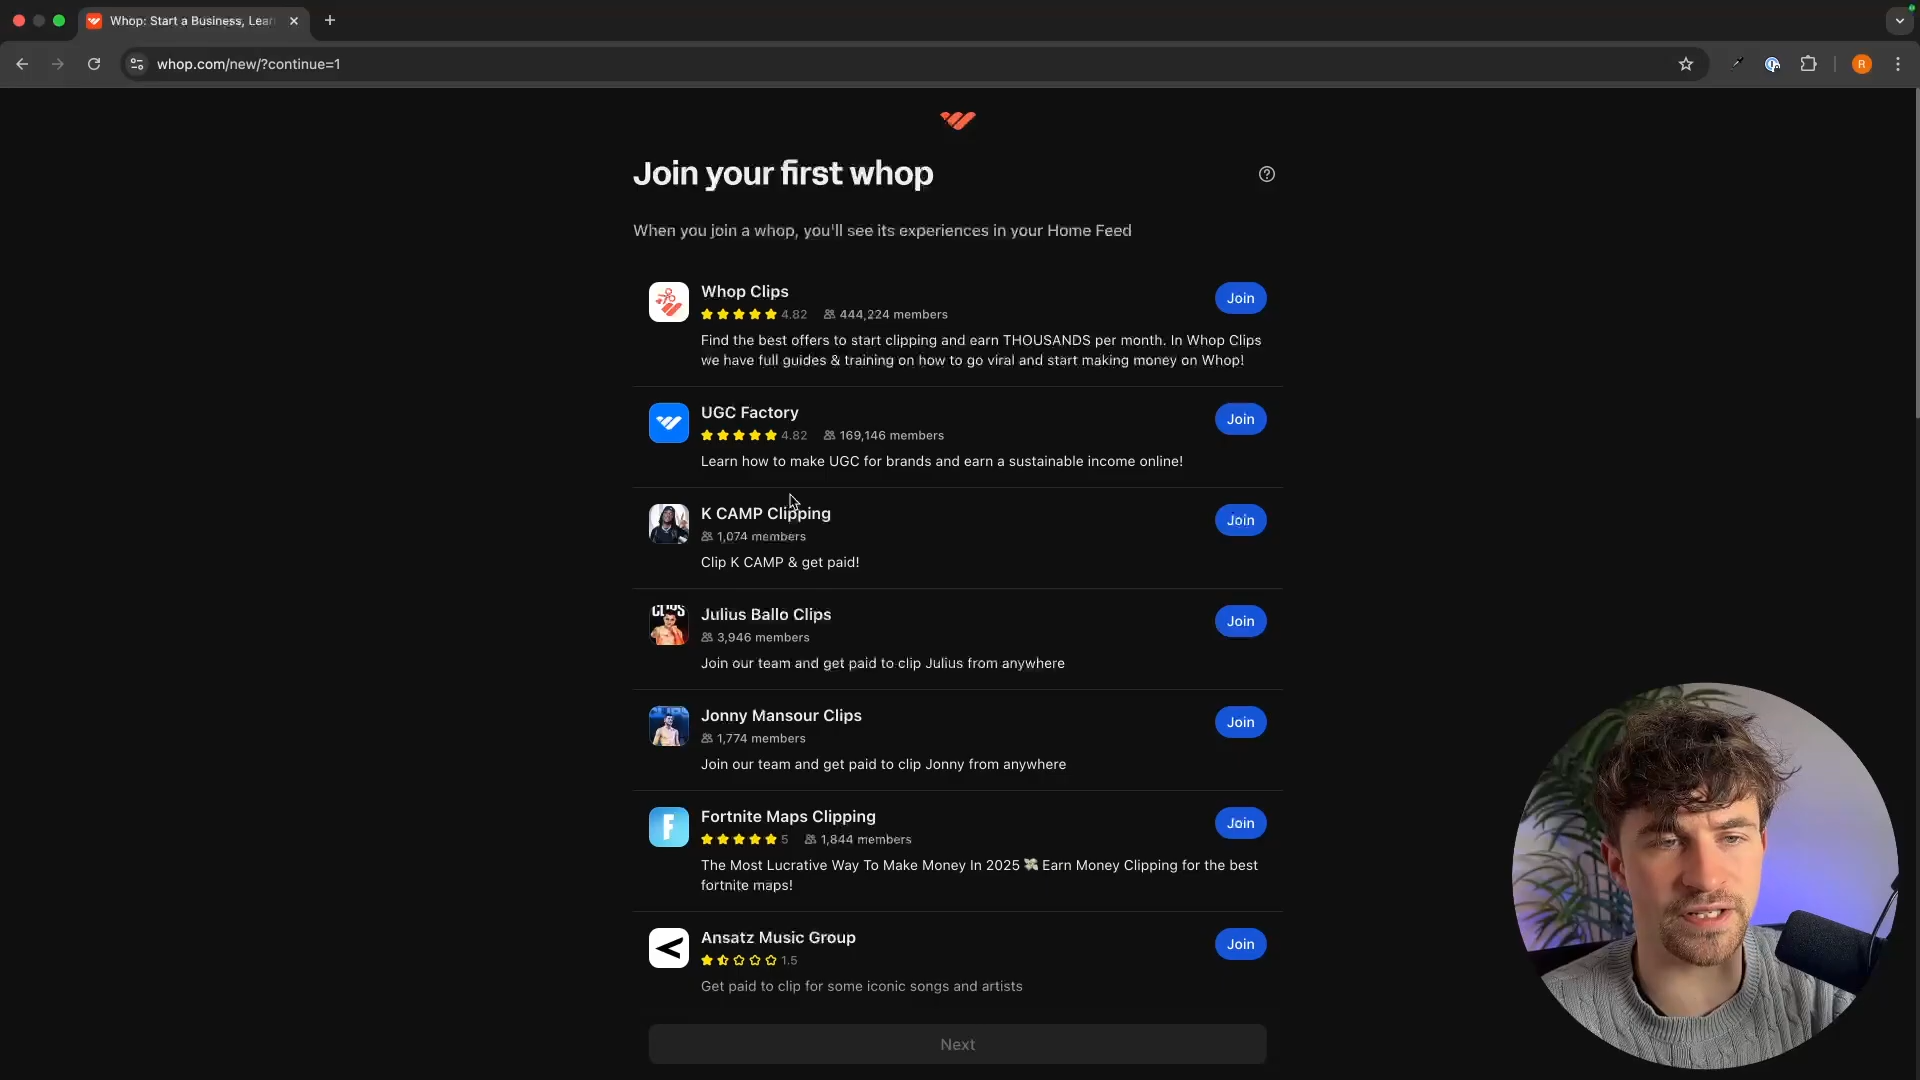 Whop: Start a Business, Lea
whop.com/new/?continue=1
R
Join your first whop
When you join a whop, you'll see its experiences in your Home Feed
Whop Clips
Join
4.82 444,224 members
Find the best offers to start clipping and earn THOUSANDS per month. In Whop Clips
we have full guides & training on how to go viral and start making money on Whop!
UGC Factory
Join
4.82 169,146 members
Learn how to make UGC for brands and earn a sustainable income online!
K CAMP Clipping
Join
1,074 members
Clip K CAMP & get paid!
CLIPS
Julius Ballo Clips
Join
3,946 members
Join our team and get paid to clip Julius from anywhere
Jonny Mansour Clips
Join
1,774 members
Join our team and get paid to clip Jonny from anywhere
F
Fortnite Maps Clipping
Join
5 1,844 members
The Most Lucrative Way To Make Money In 2025 💸 Earn Money Clipping for the best
fortnite maps!
Ansatz Music Group
Join
1.5
Get paid to clip for some iconic songs and artists
Next